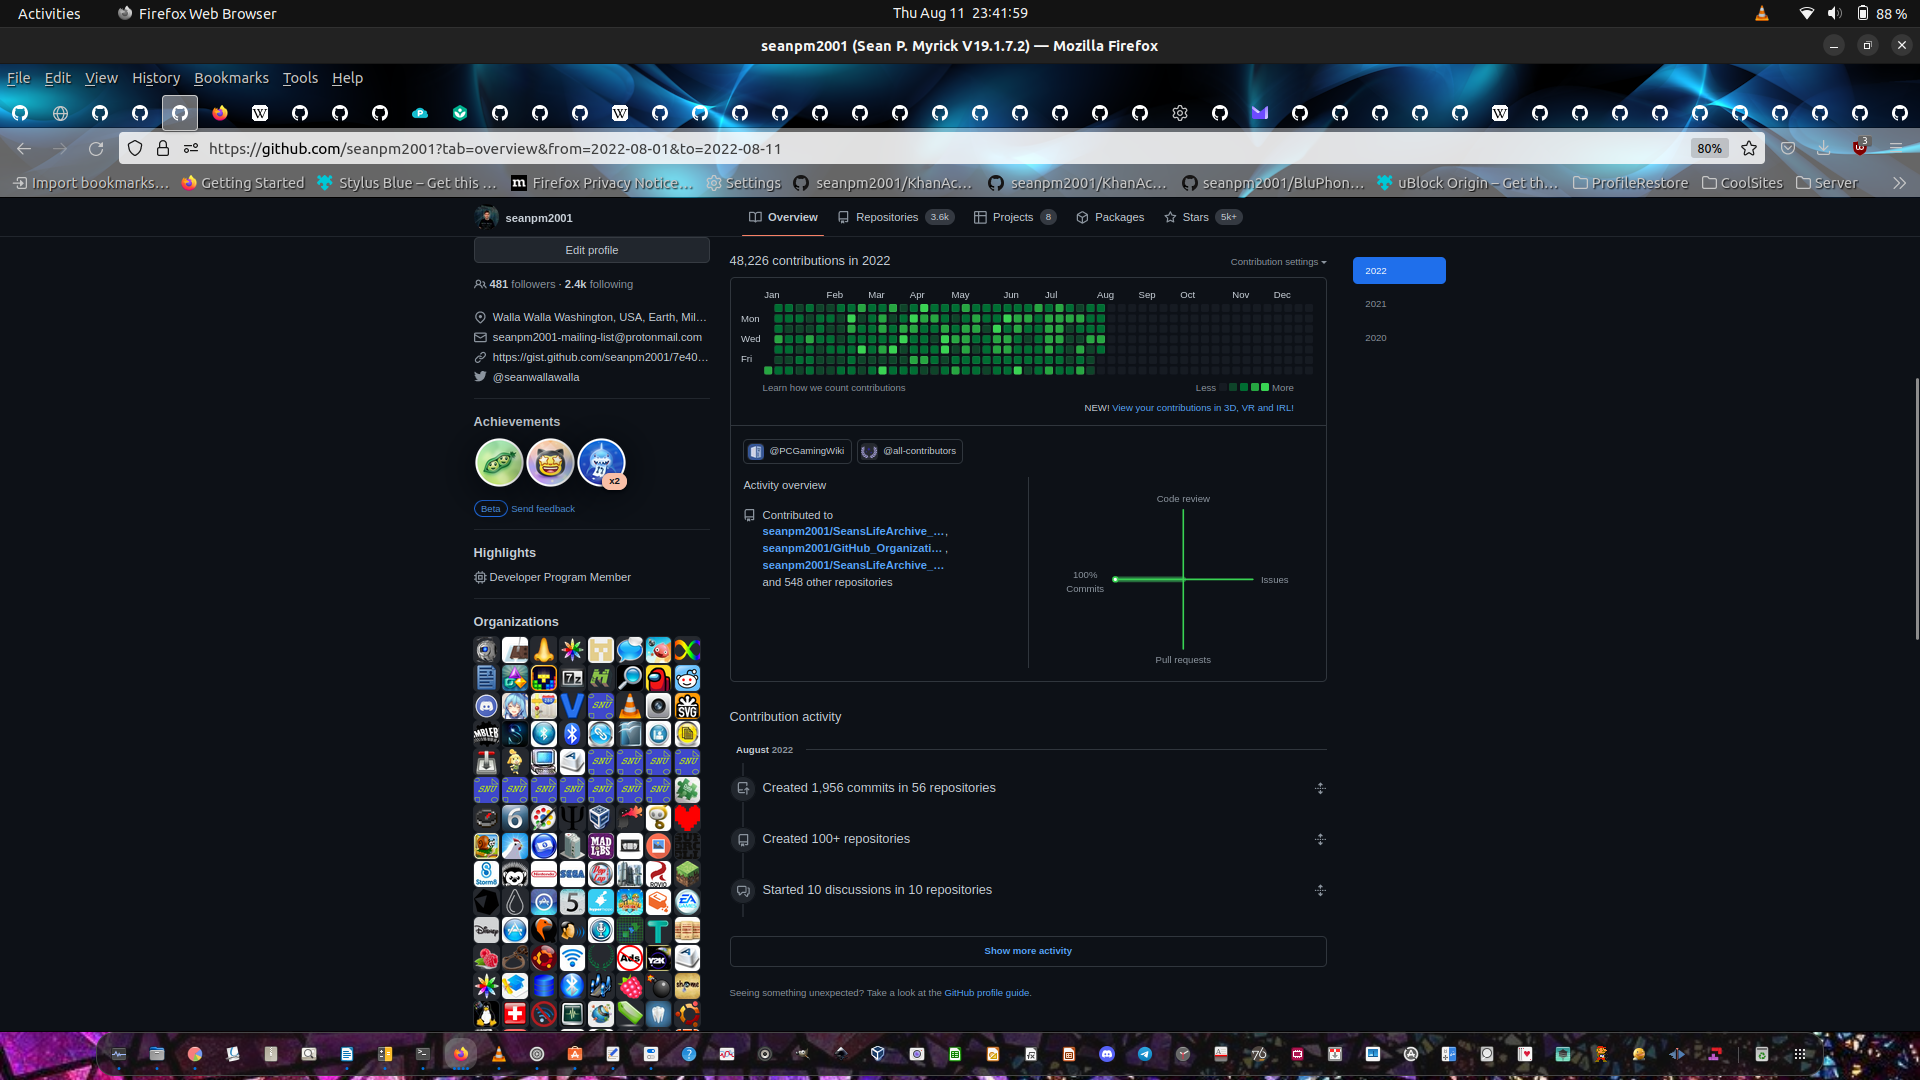 Activities
Firefox Web Browser
Thu Aug 11 23:41:59
88 %
seanpm2001 (Sean P. Myrick V19.1.7.2) — Mozilla Firefox
File Edit View History Bookmarks Tools Help
https://github.com/seanpm2001?tab=overview&from=2022-08-01&to=2022-08-11
80%
3
Import bookmarks…
Getting Started
Stylus Blue – Get this …
Firefox Privacy Notice…
Settings
seanpm2001/KhanAc…
seanpm2001/KhanAc…
seanpm2001/BluPhon…
uBlock Origin – Get th…
ProfileRestore
CoolSites
Server
seanpm2001
Overview
Repositories 3.6k
Projects 8
Packages
Stars 5k+
Edit profile
481 followers · 2.4k following
Walla Walla Washington, USA, Earth, Mil…
seanpm2001-mailing-list@protonmail.com
https://gist.github.com/seanpm2001/7e40…
@seanwallawalla
Achievements
x2
Beta Send feedback
Highlights
Developer Program Member
Organizations
48,226 contributions in 2022
Contribution settings
2022
2021
2020
Jan Feb Mar Apr May Jun Jul Aug Sep Oct Nov Dec
Mon
Wed
Fri
Learn how we count contributions
Less More
NEW! View your contributions in 3D, VR and IRL!
@PCGamingWiki
@all-contributors
Activity overview
Contributed to
seanpm2001/SeansLifeArchive_…,
seanpm2001/GitHub_Organizati… ,
seanpm2001/SeansLifeArchive_…
and 548 other repositories
Code review
100%
Commits
Issues
Pull requests
Contribution activity
August 2022
Created 1,956 commits in 56 repositories
Created 100+ repositories
Started 10 discussions in 10 repositories
Show more activity
Seeing something unexpected? Take a look at the GitHub profile guide.